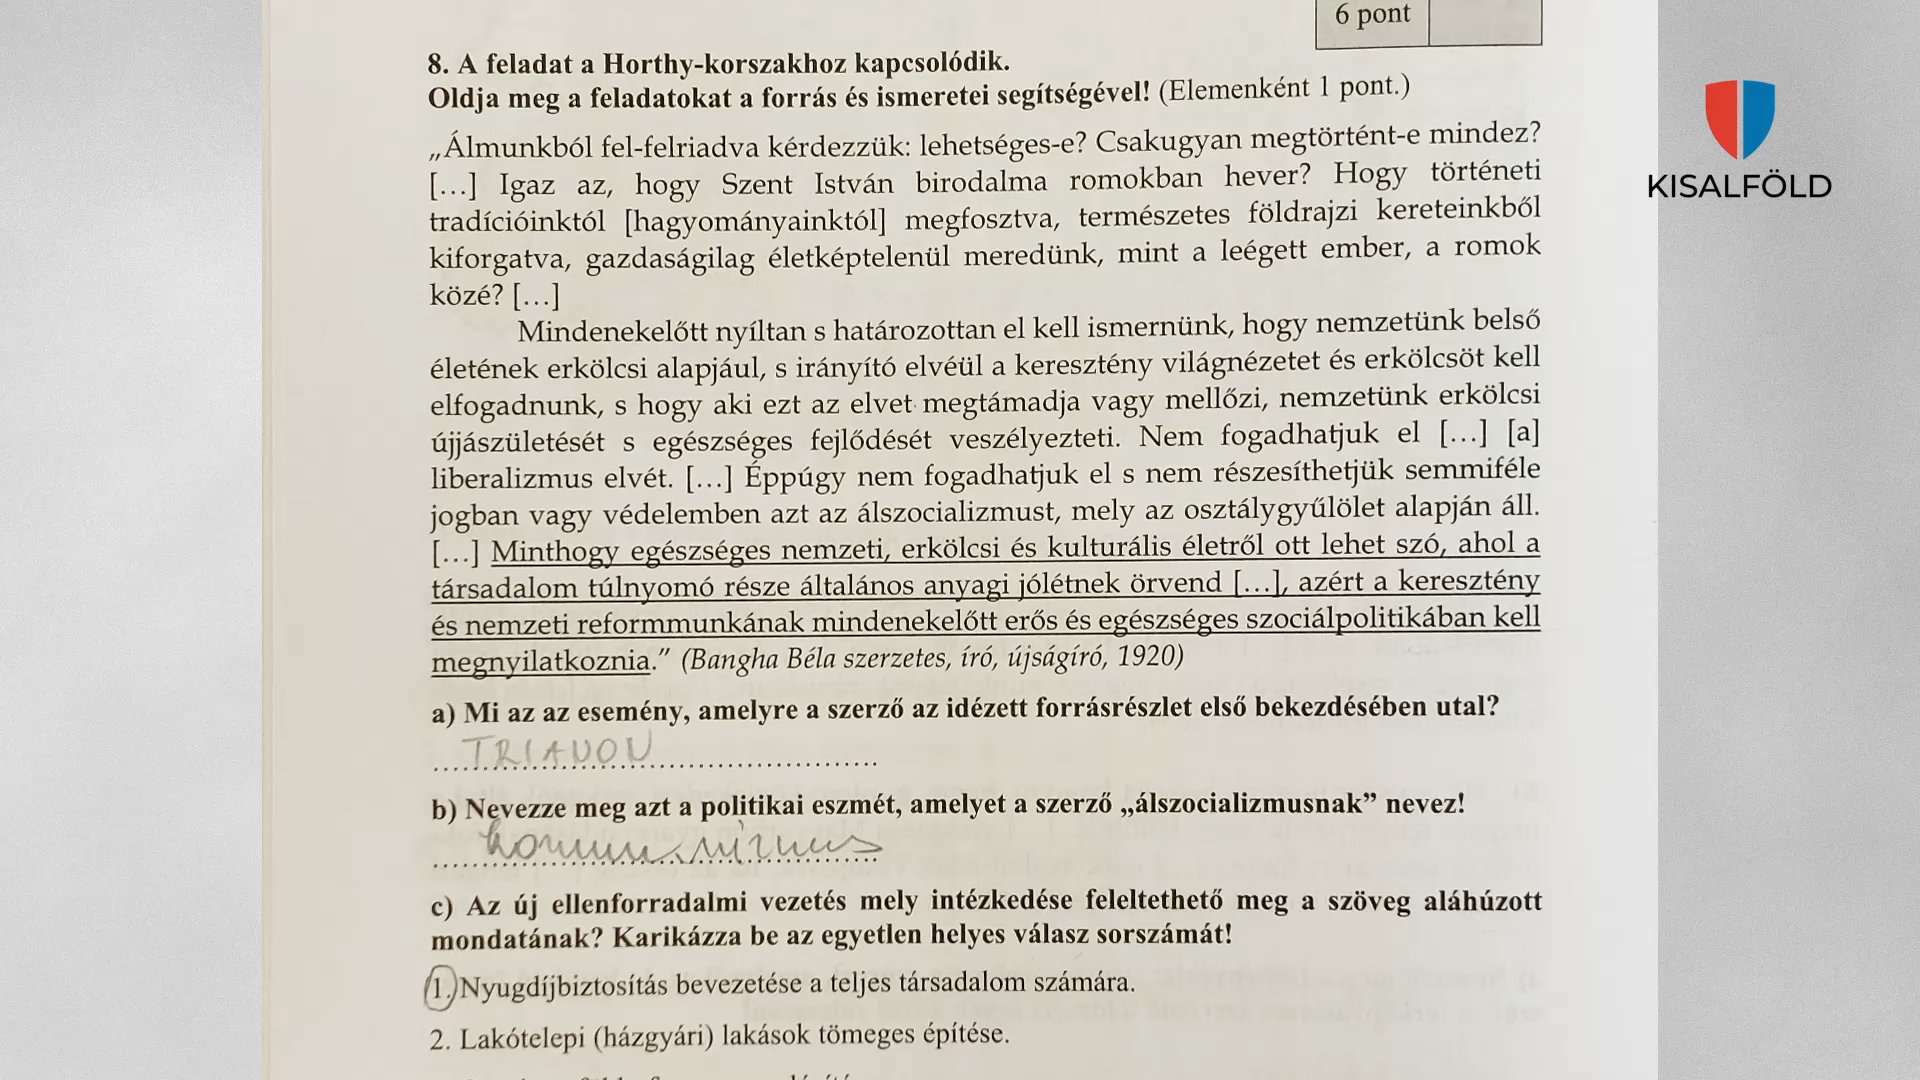 6 pont
8. A feladat a Horthy-korszakhoz kapcsolódik.
Oldja meg a feladatokat a forrás és ismeretei segítségével! (Elemenként 1 pont.)
KISALFÖLD
„Álmunkból fel-felriadva kérdezzük: lehetséges-e? Csakugyan megtörtént-e mindez?
[…] Igaz az, hogy Szent István birodalma romokban hever? Hogy történeti
tradícióinktól [hagyományainktól] megfosztva, természetes földrajzi kereteinkből
kiforgatva, gazdaságilag életképtelenül meredünk, mint a leégett ember, a romok
közé? […]
Mindenekelőtt nyíltan s határozottan el kell ismernünk, hogy nemzetünk belső
életének erkölcsi alapjául, s irányító elvéül a keresztény világnézetet és erkölcsöt kell
elfogadnunk, s hogy aki ezt az elvet megtámadja vagy mellőzi, nemzetünk erkölcsi
újjászületését s egészséges fejlődését veszélyezteti. Nem fogadhatjuk el […] [a]
liberalizmus elvét. […] Éppúgy nem fogadhatjuk el s nem részesíthetjük semmiféle
jogban vagy védelemben azt az álszocializmust, mely az osztálygyűlölet alapján áll.
[…] Minthogy egészséges nemzeti, erkölcsi és kulturális életről ott lehet szó, ahol a
társadalom túlnyomó része általános anyagi jólétnek örvend […], azért a keresztény
és nemzeti reformmunkának mindenekelőtt erős és egészséges szociálpolitikában kell
megnyilatkoznia.” (Bangha Béla szerzetes, író, újságíró, 1920)
a) Mi az az esemény, amelyre a szerző az idézett forrásrészlet első bekezdésében utal?
TRIANON
b) Nevezze meg azt a politikai eszmét, amelyet a szerző „álszocializmusnak” nevez!
kommunizmus
c) Az új ellenforradalmi vezetés mely intézkedése feleltethető meg a szöveg aláhúzott
mondatának? Karikázza be az egyetlen helyes válasz sorszámát!
1. Nyugdíjbiztosítás bevezetése a teljes társadalom számára.
2. Lakótelepi (házgyári) lakások tömeges építése.